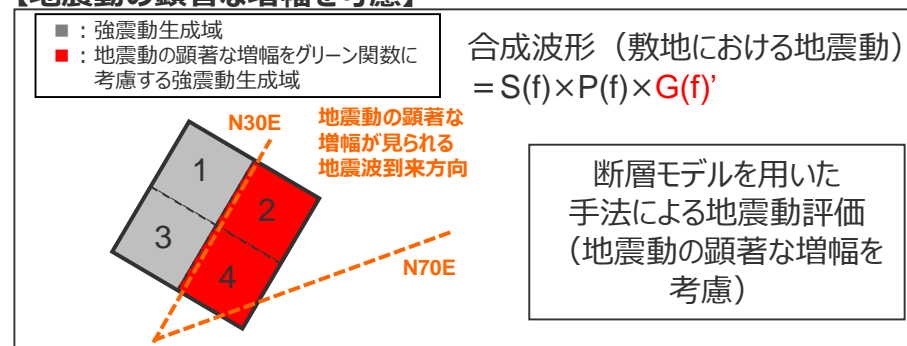 【地震動の顕著な増幅を考慮】
■：強震動生成域
■：地震動の顕著な増幅をグリーン関数に
考慮する強震動生成域
合成波形（敷地における地震動）
＝S(f)×P(f)×G(f)’
N30E
地震動の顕著な
増幅が見られる
地震波到来方向
1
2
3
4
N70E
断層モデルを用いた
手法による地震動評価
（地震動の顕著な増幅を
考慮）